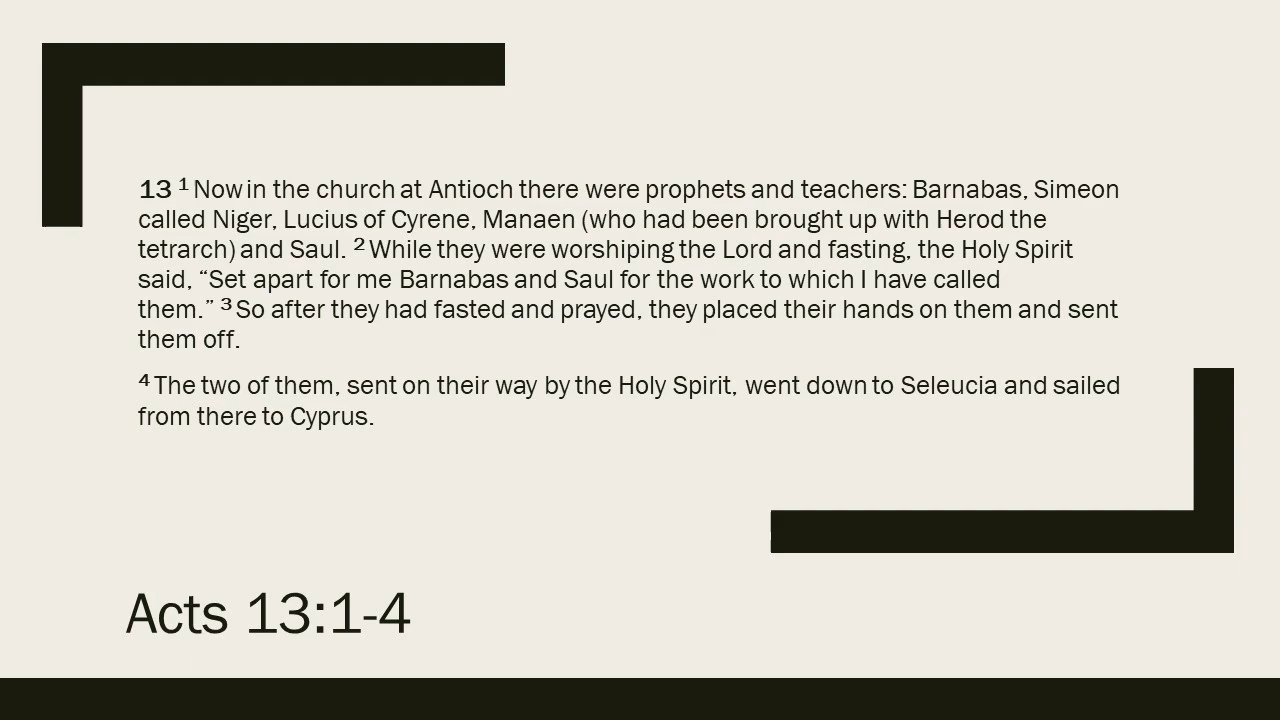 13 ¹ Now in the church at Antioch there were prophets and teachers: Barnabas, Simeon
called Niger, Lucius of Cyrene, Manaen (who had been brought up with Herod the
tetrarch) and Saul. ² While they were worshiping the Lord and fasting, the Holy Spirit
said, “Set apart for me Barnabas and Saul for the work to which I have called
them.” ³ So after they had fasted and prayed, they placed their hands on them and sent
them off.
⁴ The two of them, sent on their way by the Holy Spirit, went down to Seleucia and sailed
from there to Cyprus.
Acts 13:1-4